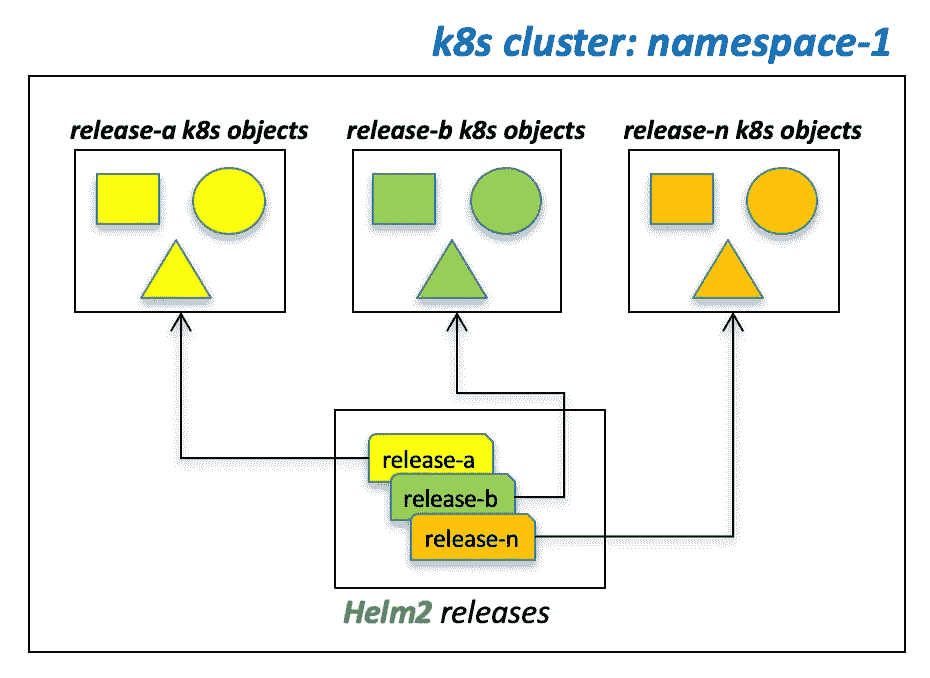 k8s cluster: namespace-1
release-a k8s objects
release-b k8s objects
release-n k8s objects
release-a
release-b
release-n
Helm2 releases